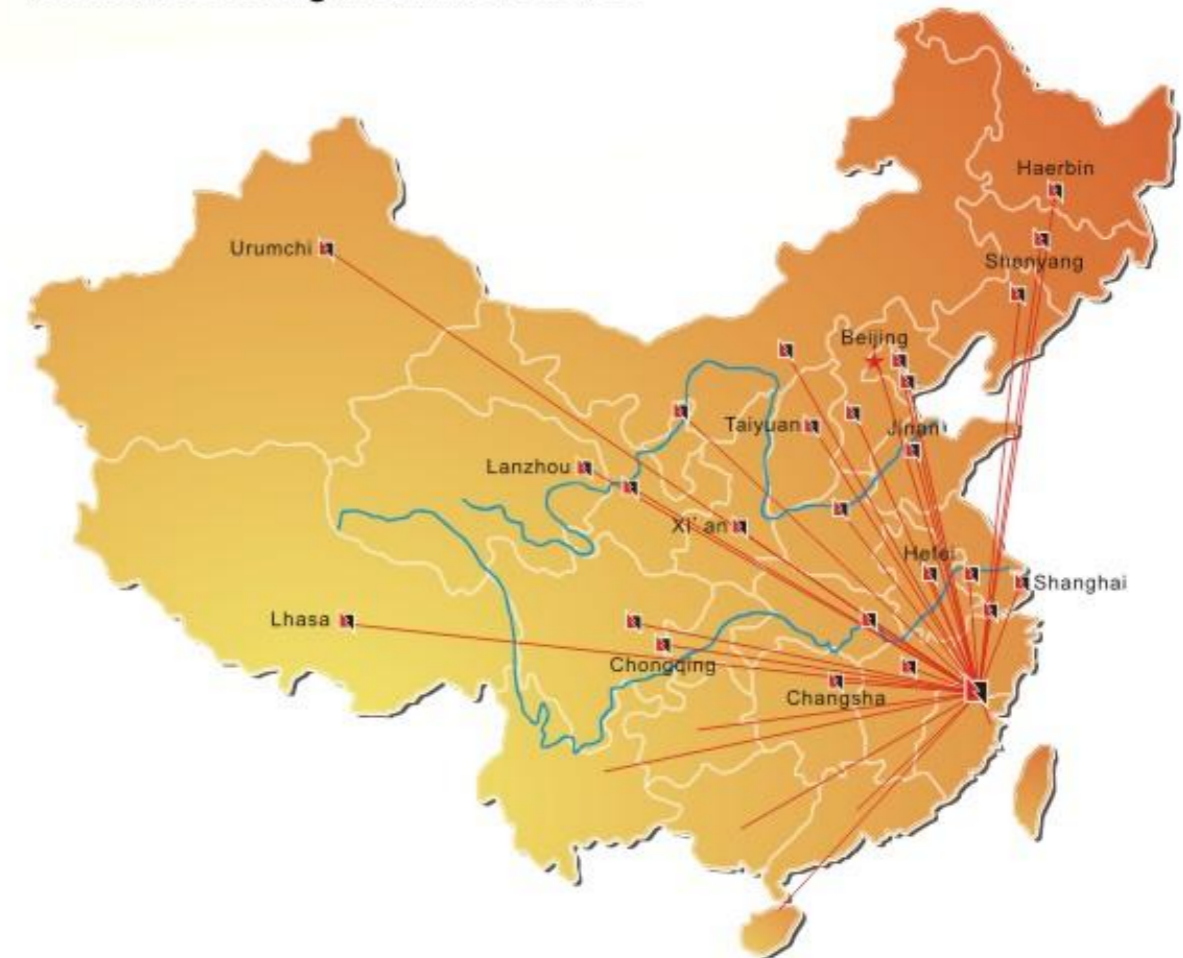 Haerbin
Urumchi
Shenyang
Beijing
Taiyuan
Jinan
Lanzhou
Xi'an
Hefei
Shanghai
Lhasa
Chongqing
Changsha